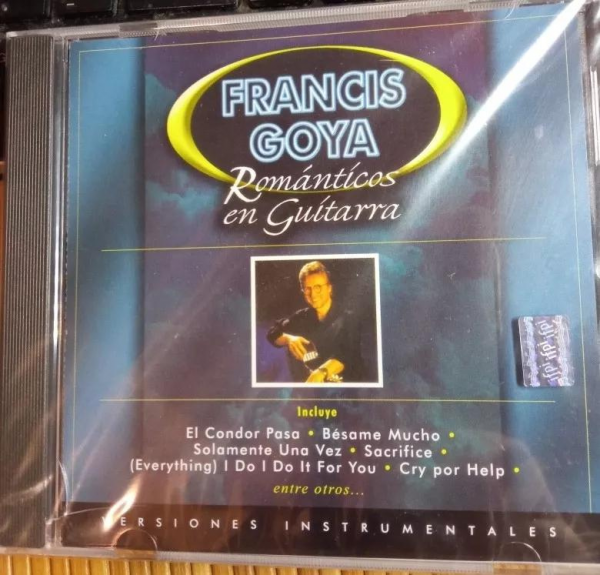 FRANCIS
GOYA
Románticos
en Guitarra
Incluye
El Condor Pasa • Bésame Mucho •
Solamente Una Vez • Sacrifice •
(Everything) I Do I Do It For You • Cry por Help •
entre otros...
VERSIONES INSTRUMENTALES